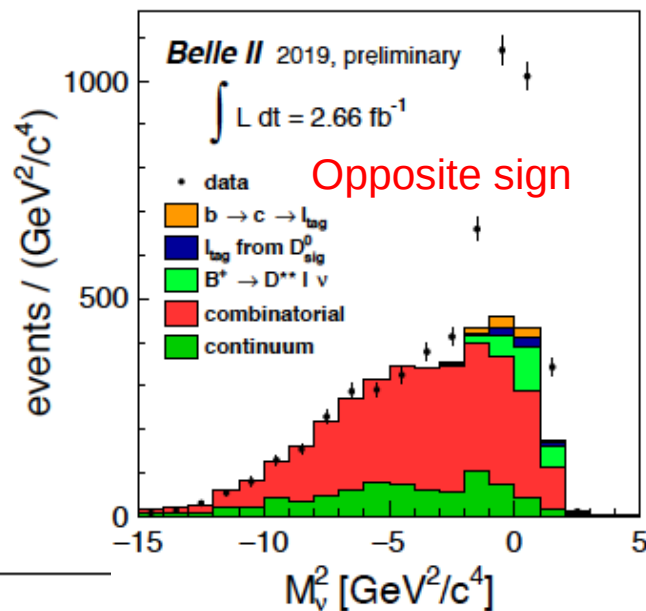 Belle II 2019, preliminary
∫ L dt = 2.66 fb⁻¹
Opposite sign
data
b → c → l_tag
l_tag from D⁰_sig
B⁺ → D** l ν
combinatorial
continuum
events / (GeV²/c⁴)
1000
500
0
−15 −10 −5 0 5
M²_ν [GeV²/c⁴]